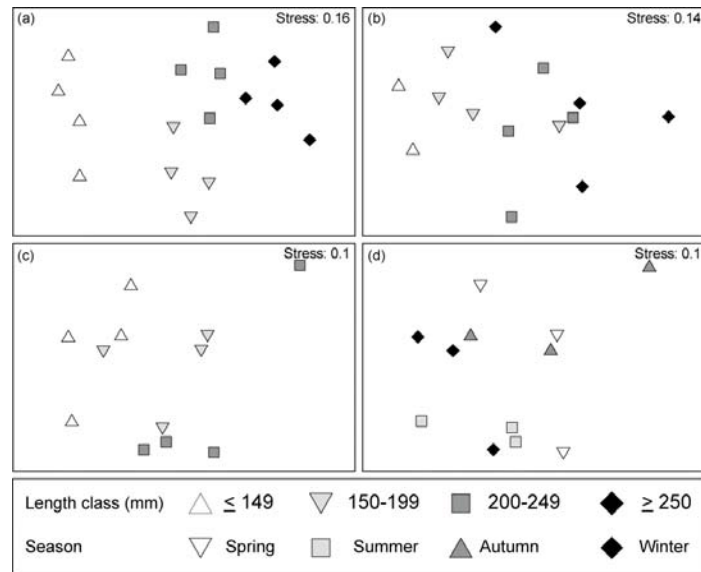 (a) Stress: 0.16
(b) Stress: 0.14
(c) Stress: 0.1
(d) Stress: 0.1
Length class (mm) ≤ 149 150-199 200-249 ≥ 250
Season Spring Summer Autumn Winter